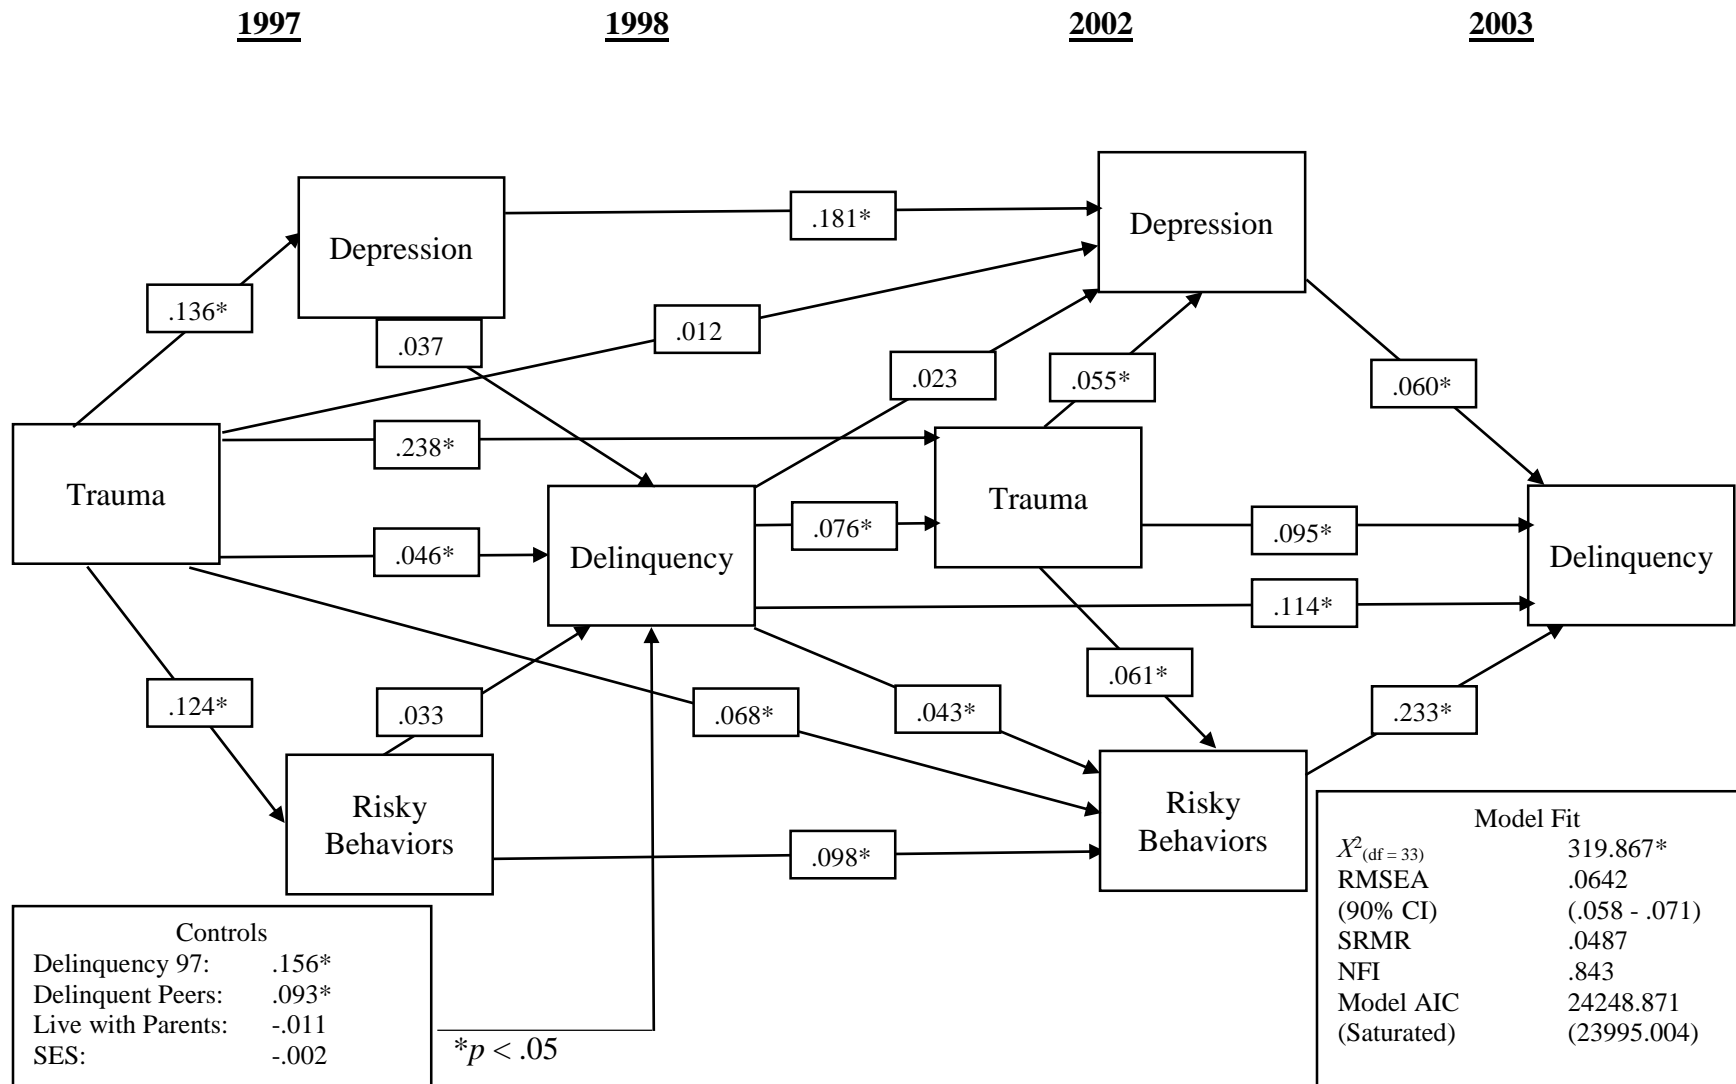 1997 1998 2002 2003
Depression
Depression
.181*
.136*
.037
.012
.023
.055*
.060*
Trauma
.238*
Trauma
.046*
Delinquency
.076*
.095*
Delinquency
.114*
.124*
.033
.068*
.043*
.061*
.233*
Risky
Behaviors
.098*
Risky
Behaviors
Controls
Delinquency 97: .156*
Delinquent Peers: .093*
Live with Parents: -.011
SES: -.002
*p < .05
Model Fit
X²(df = 33) 319.867*
RMSEA .0642
(90% CI) (.058 - .071)
SRMR .0487
NFI .843
Model AIC 24248.871
(Saturated) (23995.004)